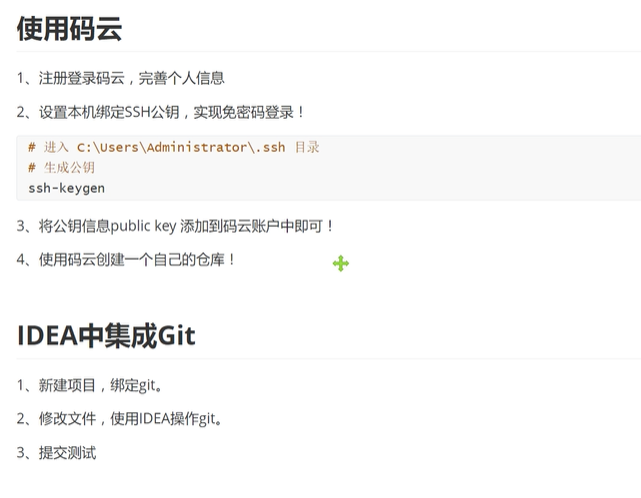 使用码云
1、注册登录码云，完善个人信息
2、设置本机绑定SSH公钥，实现免密码登录！
# 进入 C:\Users\Administrator\.ssh 目录
# 生成公钥
ssh-keygen
3、将公钥信息public key 添加到码云账户中即可！
4、使用码云创建一个自己的仓库！
IDEA中集成Git
1、新建项目，绑定git。
2、修改文件，使用IDEA操作git。
3、提交测试